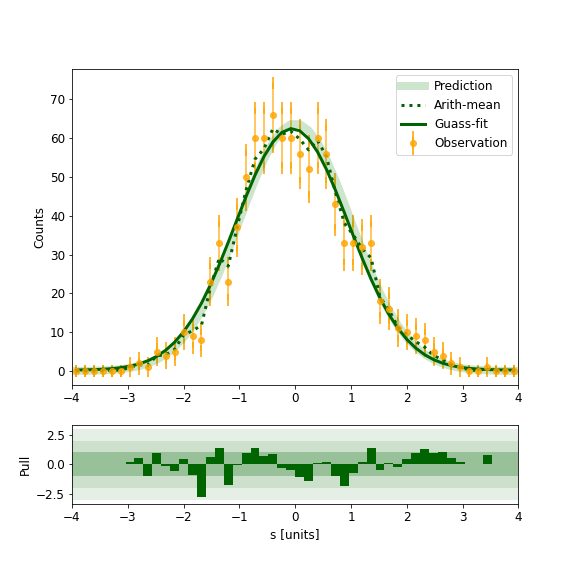 Counts
70
60
50
40
30
20
10
0
Prediction
Arith-mean
Guass-fit
Observation
−4 −3 −2 −1 0 1 2 3 4
Pull
2.5
0.0
−2.5
−4 −3 −2 −1 0 1 2 3 4
s [units]